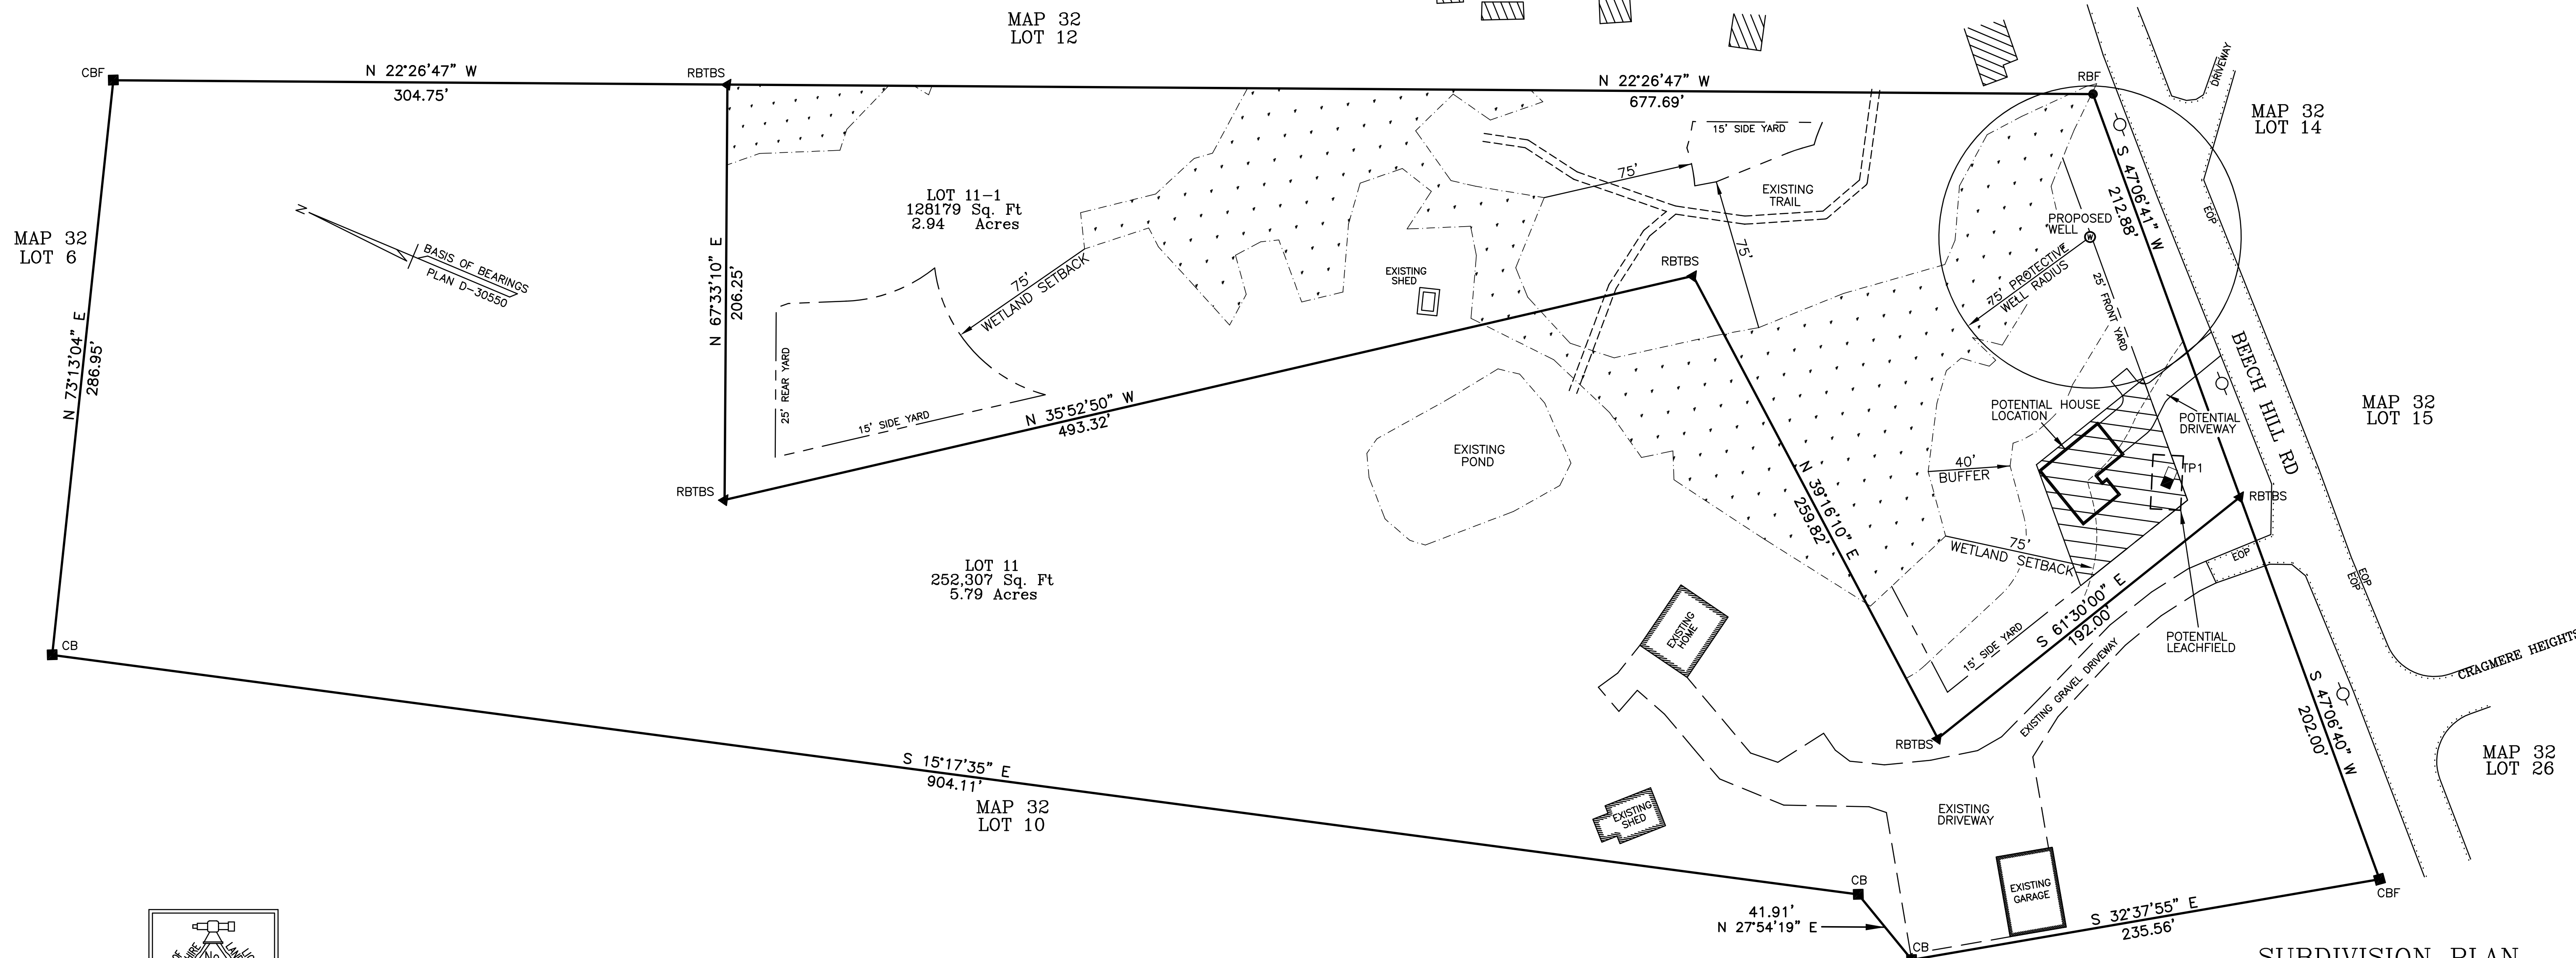 MAP 32
LOT 12
CBF
N 22°26'47" W
304.75'
RBTBS
N 22°26'47" W
677.69'
RBF
DRIVEWAY
MAP 32
LOT 14
15' SIDE YARD
S 47°06'41" W
212.88'
75'
EXISTING
TRAIL
LOT 11-1
128179 Sq. Ft
2.94 Acres
N
BASIS OF BEARINGS
PLAN D-30550
MAP 32
LOT 6
N 67°33'10" E
206.25'
75'
WETLAND SETBACK
EXISTING
SHED
RBTBS
75'
PROPOSED
WELL
W
EOP
75' PROTECTIVE
WELL RADIUS
25' FRONT YARD
N 73°13'04" E
286.95'
25' REAR YARD
15' SIDE YARD
N 35°52'50" W
493.32'
BEECH HILL RD
POTENTIAL HOUSE
LOCATION
POTENTIAL
DRIVEWAY
MAP 32
LOT 15
EXISTING
POND
40'
BUFFER
TP1
RBTBS
RBTBS
N 39°16'10" E
259.82'
75'
WETLAND SETBACK
EOP
EOP
EOP
LOT 11
252,307 Sq. Ft
5.79 Acres
EXISTING
HOME
15' SIDE YARD
S 61°30'00" E
192.00'
POTENTIAL
LEACHFIELD
CB
CRAGMERE HEIGHTS
EXISTING GRAVEL DRIVEWAY
S 47°06'40" W
202.00'
RBTBS
S 15°17'35" E
904.11'
MAP 32
LOT 10
EXISTING
SHED
EXISTING
DRIVEWAY
MAP 32
LOT 26
CB
EXISTING
GARAGE
CBF
41.91'
N 27°54'19" E
S 32°37'55" E
235.56'
CB
SUBDIVISION PLAN